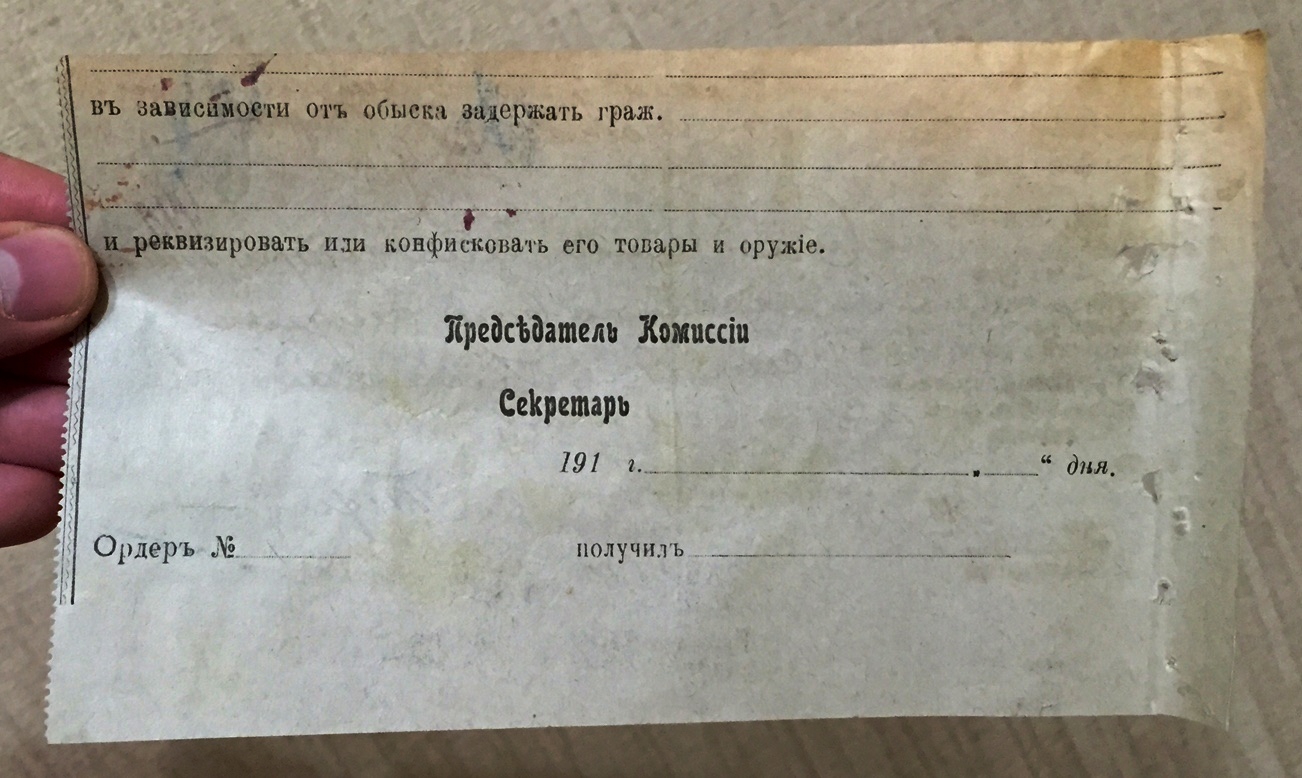 въ зависимости отъ обыска задержать граж.
и реквизировать или конфисковать его товары и оружіе.
Предсѣдатель Комиссіи
Секретарь
191 г. „ “ дня.
Ордеръ № получилъ